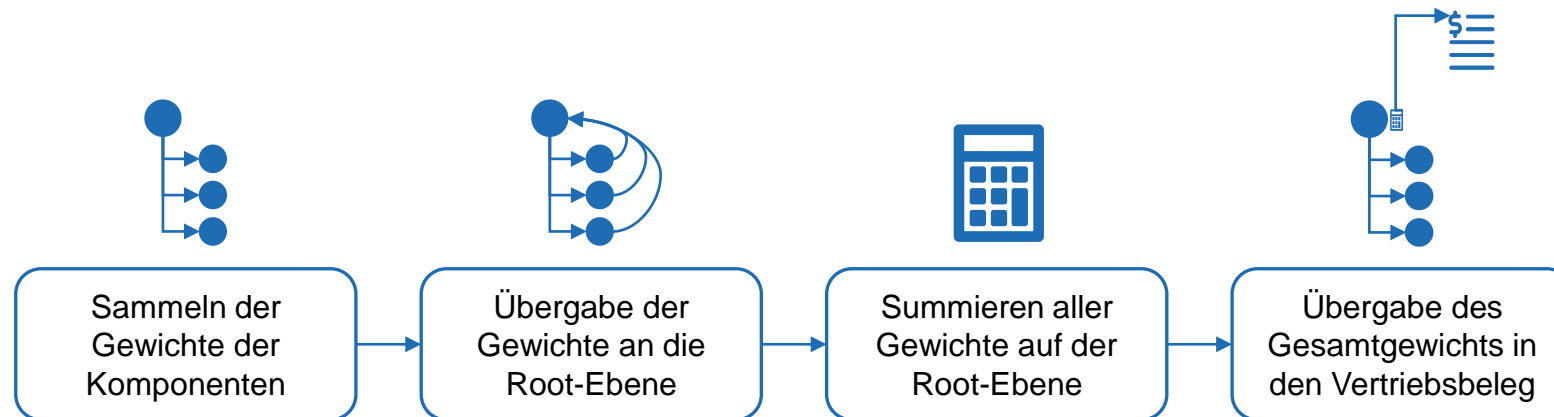 $
Sammeln der
Gewichte der
Komponenten
Übergabe der
Gewichte an die
Root-Ebene
Summieren aller
Gewichte auf der
Root-Ebene
Übergabe des
Gesamtgewichts in
den Vertriebsbeleg